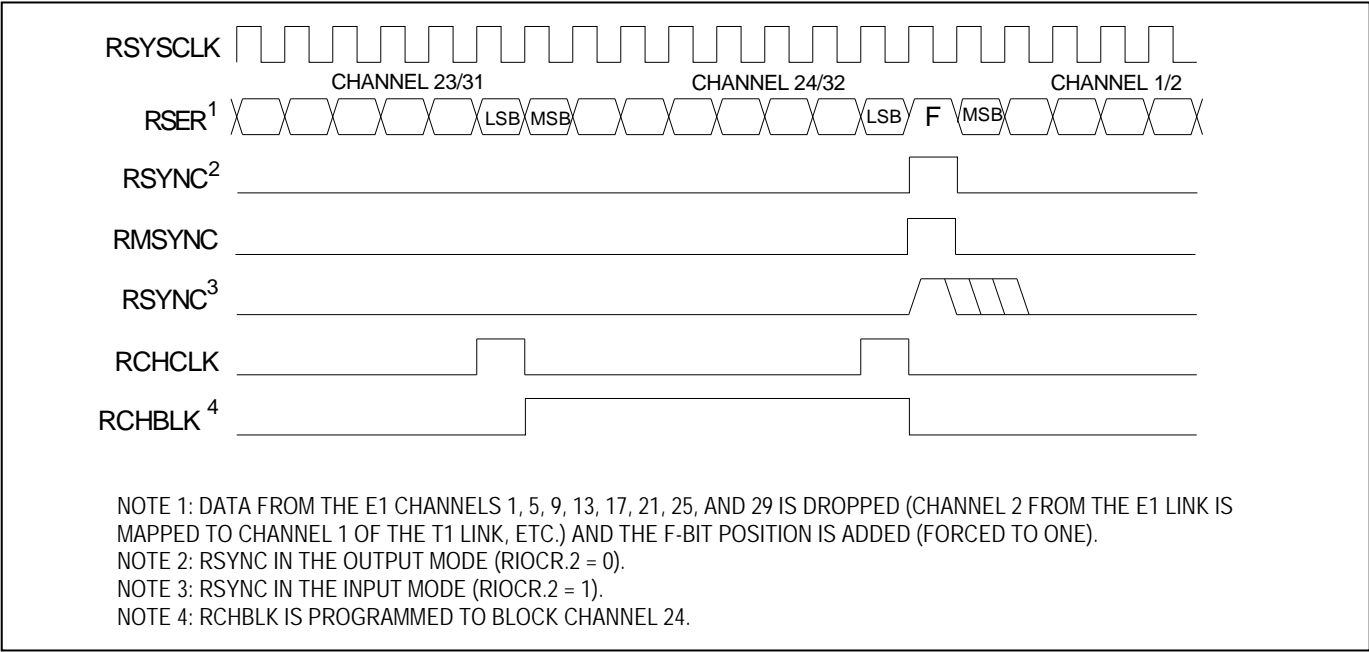 RSYSCLK
CHANNEL 23/31 CHANNEL 24/32 CHANNEL 1/2
RSER1 LSB MSB LSB F MSB
RSYNC2
RMSYNC
RSYNC3
RCHCLK
RCHBLK 4
NOTE 1: DATA FROM THE E1 CHANNELS 1, 5, 9, 13, 17, 21, 25, AND 29 IS DROPPED (CHANNEL 2 FROM THE E1 LINK IS
MAPPED TO CHANNEL 1 OF THE T1 LINK, ETC.) AND THE F-BIT POSITION IS ADDED (FORCED TO ONE).
NOTE 2: RSYNC IN THE OUTPUT MODE (RIOCR.2 = 0).
NOTE 3: RSYNC IN THE INPUT MODE (RIOCR.2 = 1).
NOTE 4: RCHBLK IS PROGRAMMED TO BLOCK CHANNEL 24.